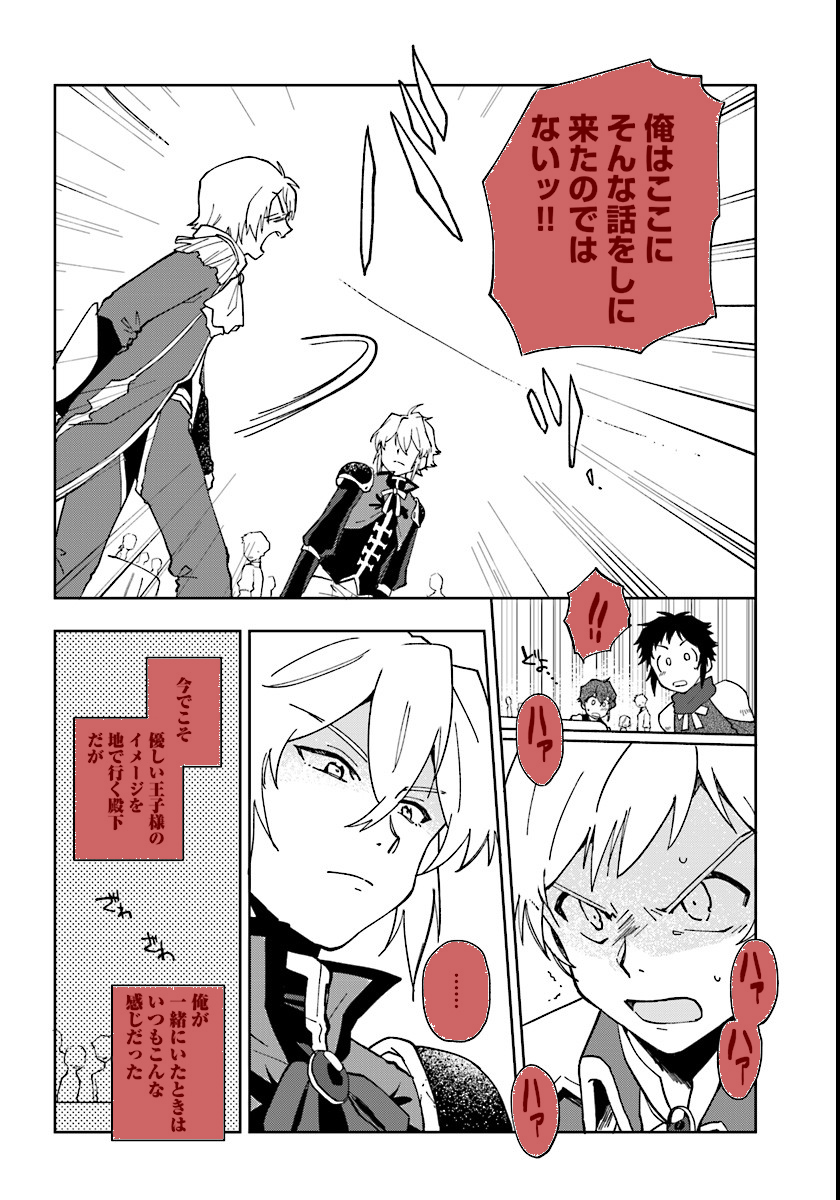 俺はここに
そんな話をしに
来たのでは
ないッ!!
!!
どよ…
ハァ
ハァ
ハァ
ハァ
……
今でこそ
優しい王子様の
イメージを
地で行く殿下
だが
ざわ
ざわ
俺が
一緒にいたときは
いつもこんな
感じだった